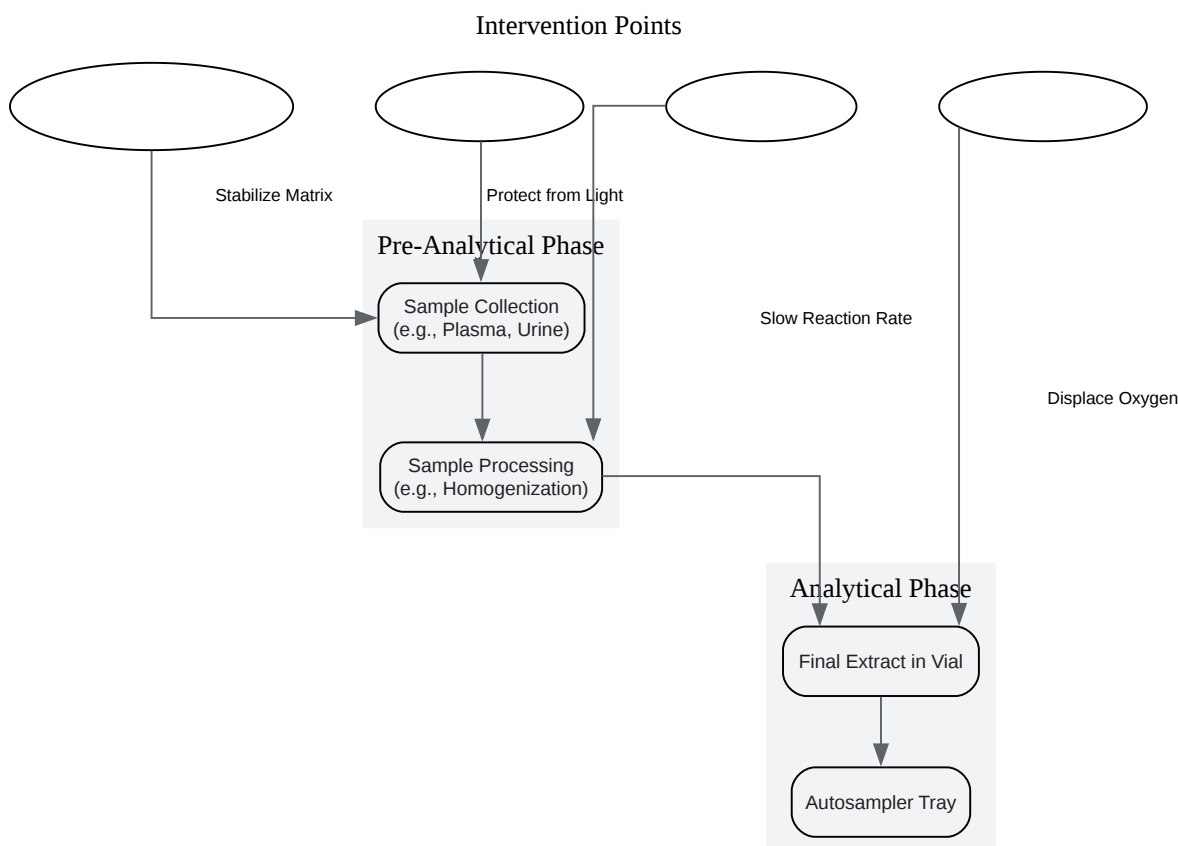 Intervention Points
Stabilize Matrix
Protect from Light
Pre-Analytical Phase
Sample Collection
(e.g., Plasma, Urine)
Slow Reaction Rate
Displace Oxygen
Sample Processing
(e.g., Homogenization)
Analytical Phase
Final Extract in Vial
Autosampler Tray